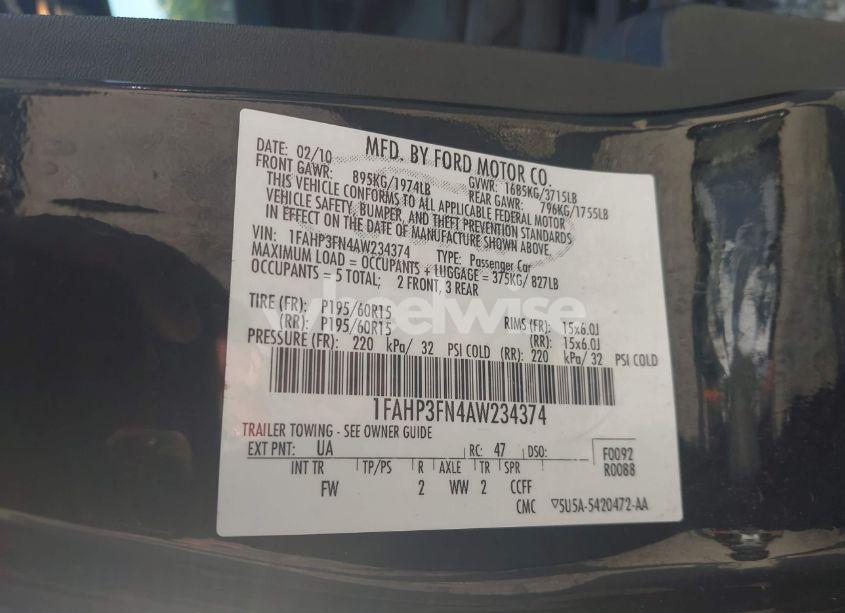 MFD. BY FORD MOTOR CO.
DATE: 02/10 GVWR: 1685KG/3715LB
FRONT GAWR: 895KG/1974LB REAR GAWR: 796KG/1755LB
THIS VEHICLE CONFORMS TO ALL APPLICABLE FEDERAL MOTOR
VEHICLE SAFETY, BUMPER, AND THEFT PREVENTION STANDARDS
IN EFFECT ON THE DATE OF MANUFACTURE SHOWN ABOVE.
VIN: 1FAHP3FN4AW234374 TYPE: Passenger Car
MAXIMUM LOAD = OCCUPANTS + LUGGAGE = 375KG/ 827LB
OCCUPANTS = 5 TOTAL; 2 FRONT, 3 REAR
TIRE (FR): P195/60R15 RIMS (FR): 15x6.0J
(RR): P195/60R15 (RR): 15x6.0J
PRESSURE (FR): 220 kPa/ 32 PSI COLD (RR): 220 kPa/ 32 PSI COLD
wheelwise
1FAHP3FN4AW234374
TRAILER TOWING - SEE OWNER GUIDE
EXT PNT: UA RC: 47 DSO: F0092
INT TR TP/PS R AXLE TR SPR R0088
FW 2 WW 2 CCFF
CMC ▽5U5A-5420472-AA